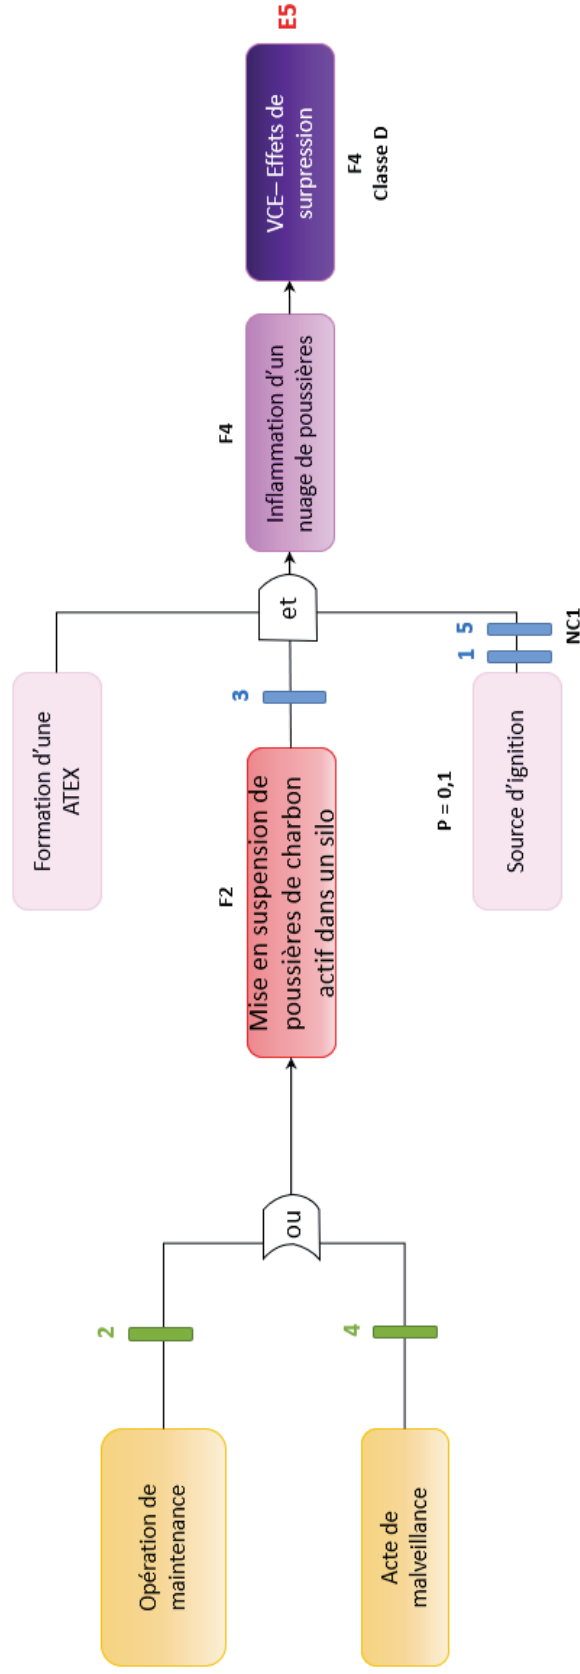 Opération de
maintenance
2
Acte de
malveillance
4
ou
F2
Mise en suspension de
poussières de charbon
actif dans un silo
3
Formation d'une
ATEX
P = 0,1
Source d'ignition
1 5
NC1
et
F4
Inflammation d'un
nuage de poussières
VCE– Effets de
surpression
E5
F4
Classe D